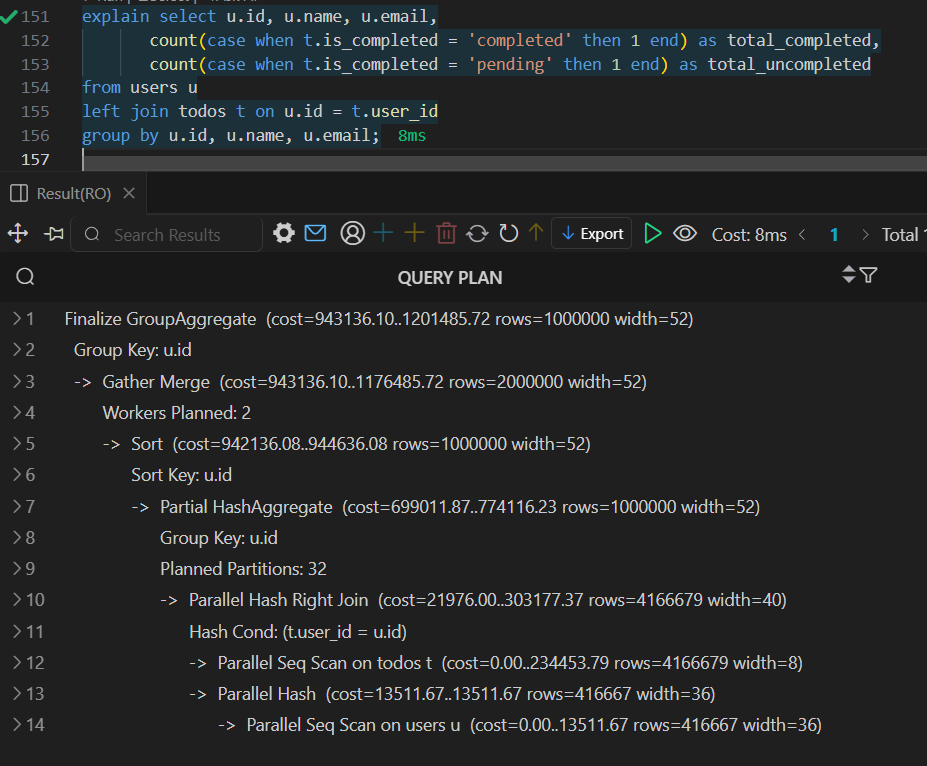 151 explain select u.id, u.name, u.email,
152 count(case when t.is_completed = 'completed' then 1 end) as total_completed,
153 count(case when t.is_completed = 'pending' then 1 end) as total_uncompleted
154 from users u
155 left join todos t on u.id = t.user_id
156 group by u.id, u.name, u.email; 8ms
157
Result(RO)
Search Results Export Cost: 8ms 1 Total
QUERY PLAN
1 Finalize GroupAggregate (cost=943136.10..1201485.72 rows=1000000 width=52)
2 Group Key: u.id
3 -> Gather Merge (cost=943136.10..1176485.72 rows=2000000 width=52)
4 Workers Planned: 2
5 -> Sort (cost=942136.08..944636.08 rows=1000000 width=52)
6 Sort Key: u.id
7 -> Partial HashAggregate (cost=699011.87..774116.23 rows=1000000 width=52)
8 Group Key: u.id
9 Planned Partitions: 32
10 -> Parallel Hash Right Join (cost=21976.00..303177.37 rows=4166679 width=40)
11 Hash Cond: (t.user_id = u.id)
12 -> Parallel Seq Scan on todos t (cost=0.00..234453.79 rows=4166679 width=8)
13 -> Parallel Hash (cost=13511.67..13511.67 rows=416667 width=36)
14 -> Parallel Seq Scan on users u (cost=0.00..13511.67 rows=416667 width=36)